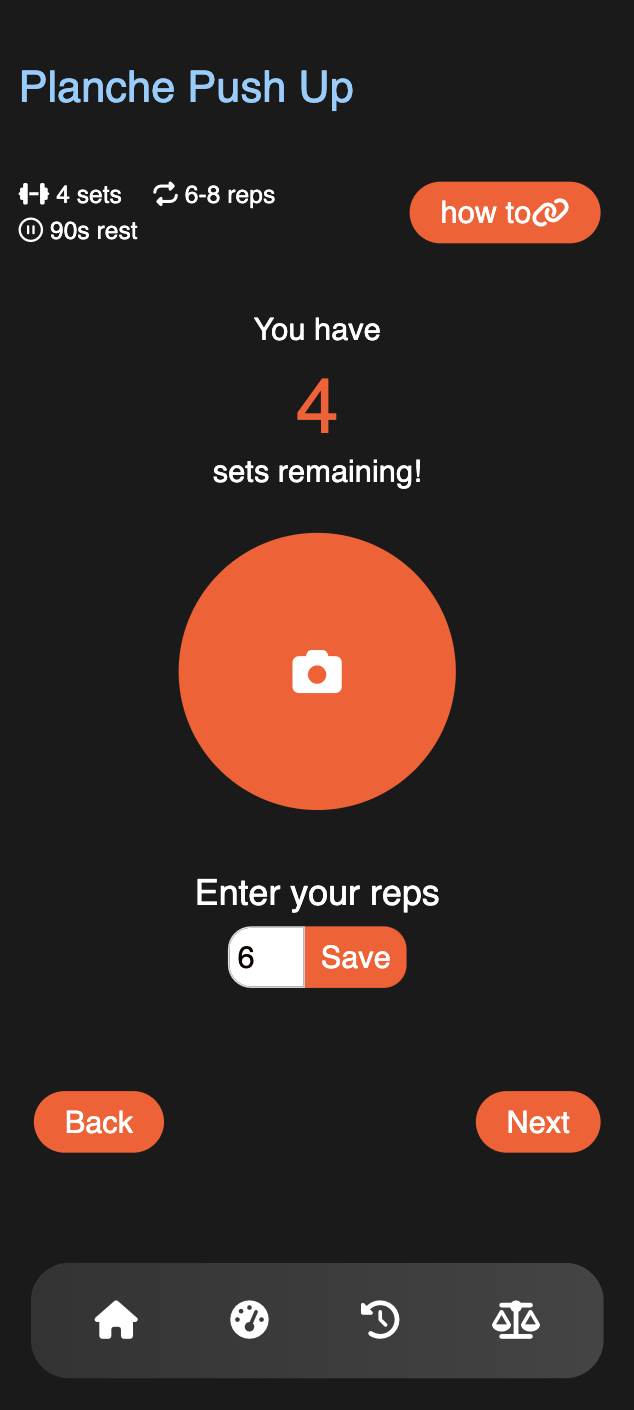 Planche Push Up
4 sets 6-8 reps
90s rest
how to
You have
4
sets remaining!
Enter your reps
6 Save
Back Next